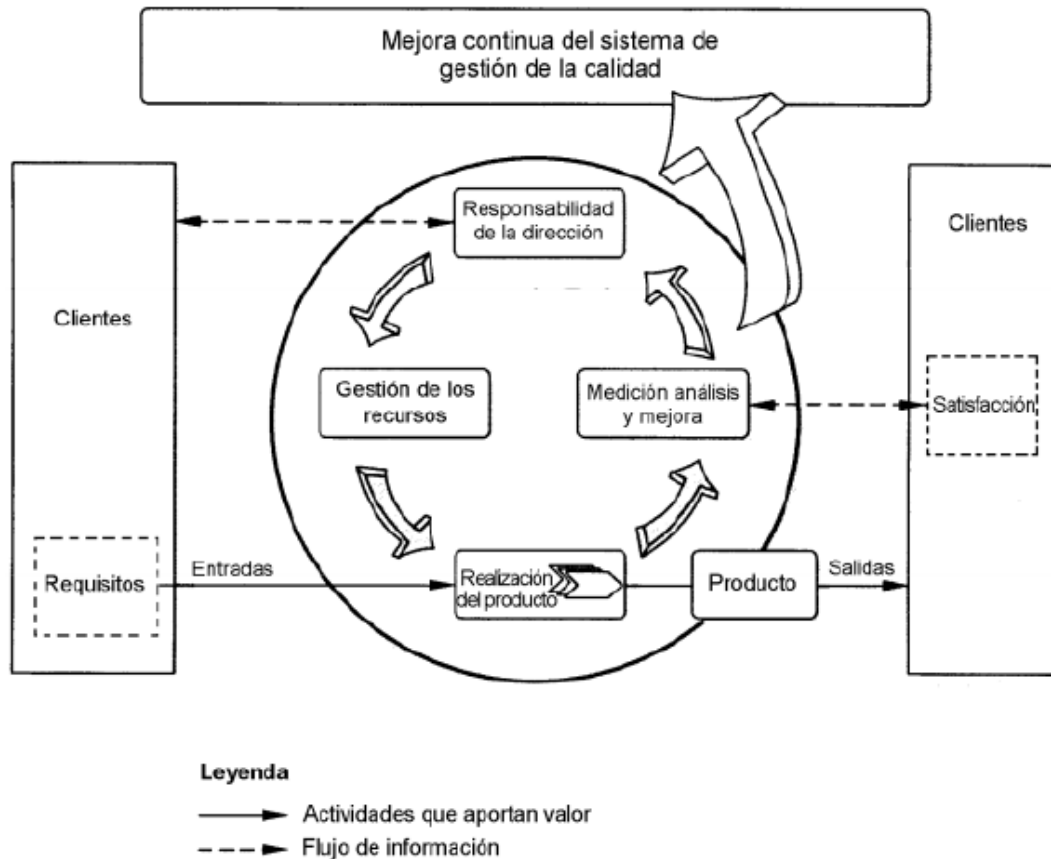 Mejora continua del sistema de
gestión de la calidad
Responsabilidad
de la dirección
Clientes
Clientes
Gestión de los
recursos
Medición análisis
y mejora
Satisfacción
Requisitos
Entradas
Realización
del producto
Producto
Salidas
Leyenda
Actividades que aportan valor
Flujo de información